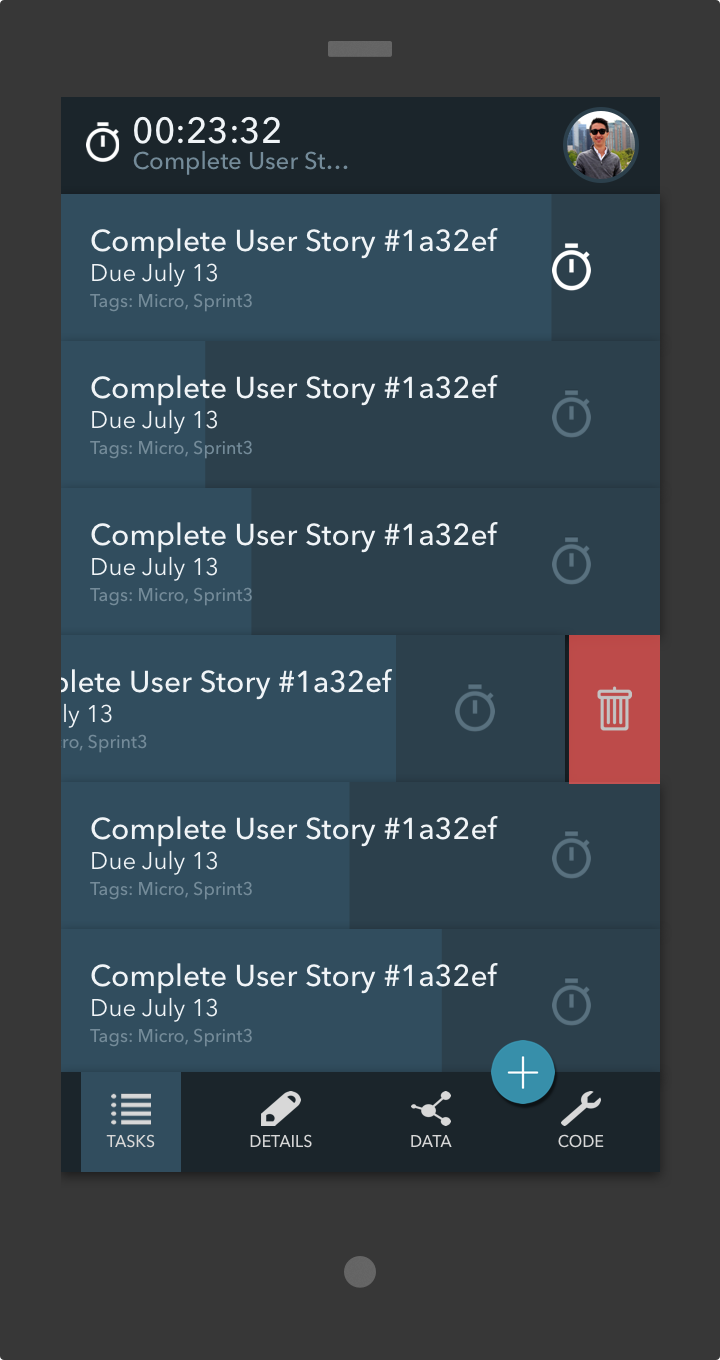 00:23:32
Complete User St...
Complete User Story #1a32ef
Due July 13
Tags: Micro, Sprint3
Complete User Story #1a32ef
Due July 13
Tags: Micro, Sprint3
Complete User Story #1a32ef
Due July 13
Tags: Micro, Sprint3
plete User Story #1a32ef
ly 13
ro, Sprint3
Complete User Story #1a32ef
Due July 13
Tags: Micro, Sprint3
Complete User Story #1a32ef
Due July 13
Tags: Micro, Sprint3
TASKS DETAILS DATA CODE